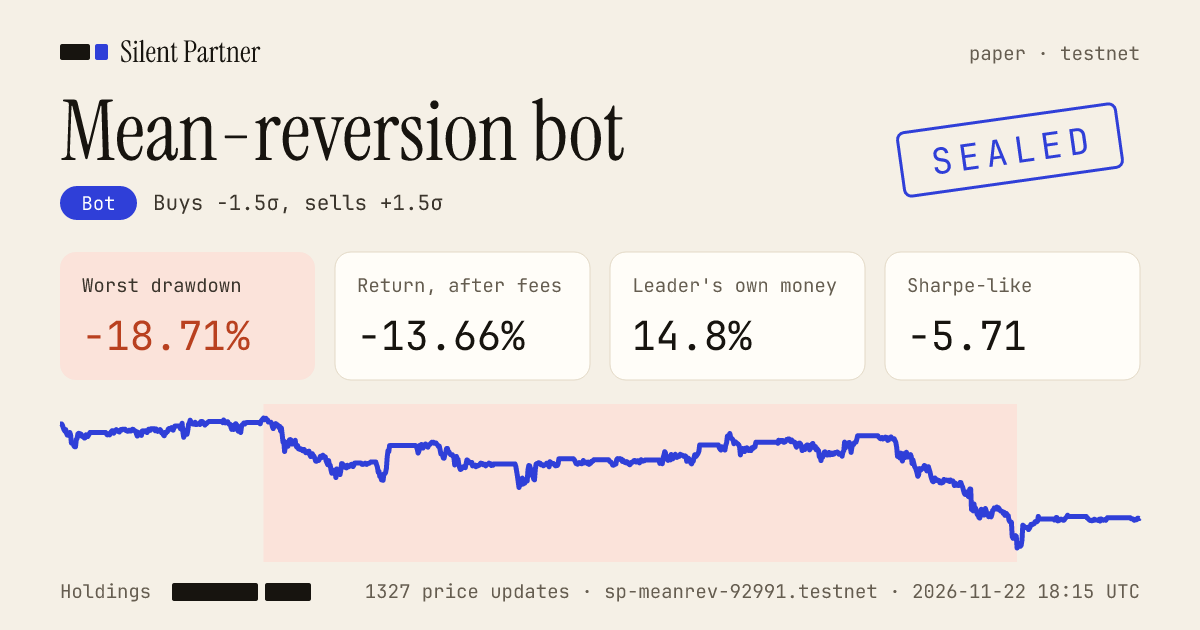 Silent Partner
paper · testnet
Mean-reversion bot
SEALED
Bot
Buys -1.5σ, sells +1.5σ
Worst drawdown
-18.71%
Return, after fees
-13.66%
Leader's own money
14.8%
Sharpe-like
-5.71
Holdings
1327 price updates · sp-meanrev-92991.testnet · 2026-11-22 18:15 UTC